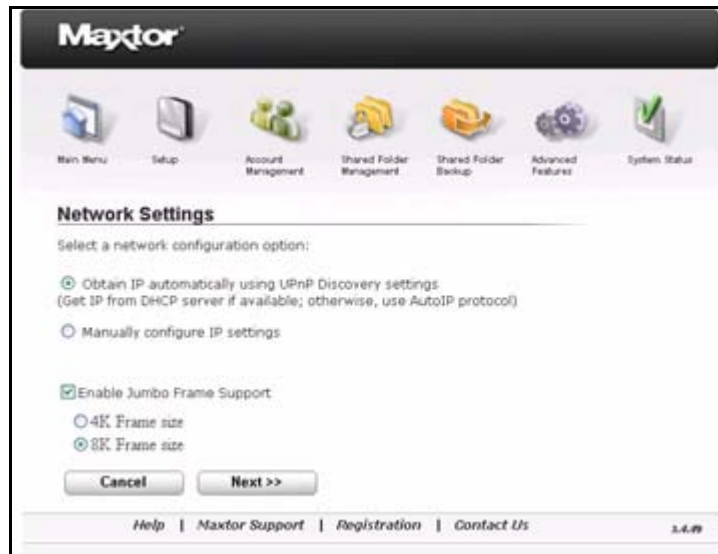 Maxtor
Main Menu
Setup
Account Management
Shared Folder Management
Shared Folder Backup
Advanced Features
System Status
Network Settings
Select a network configuration option:
Obtain IP automatically using UPnP Discovery settings
(Get IP from DHCP server if available; otherwise, use AutoIP protocol)
Manually configure IP settings
Enable Jumbo Frame Support
4K Frame size
8K Frame size
Cancel
Next >>
Help | Maxtor Support | Registration | Contact Us